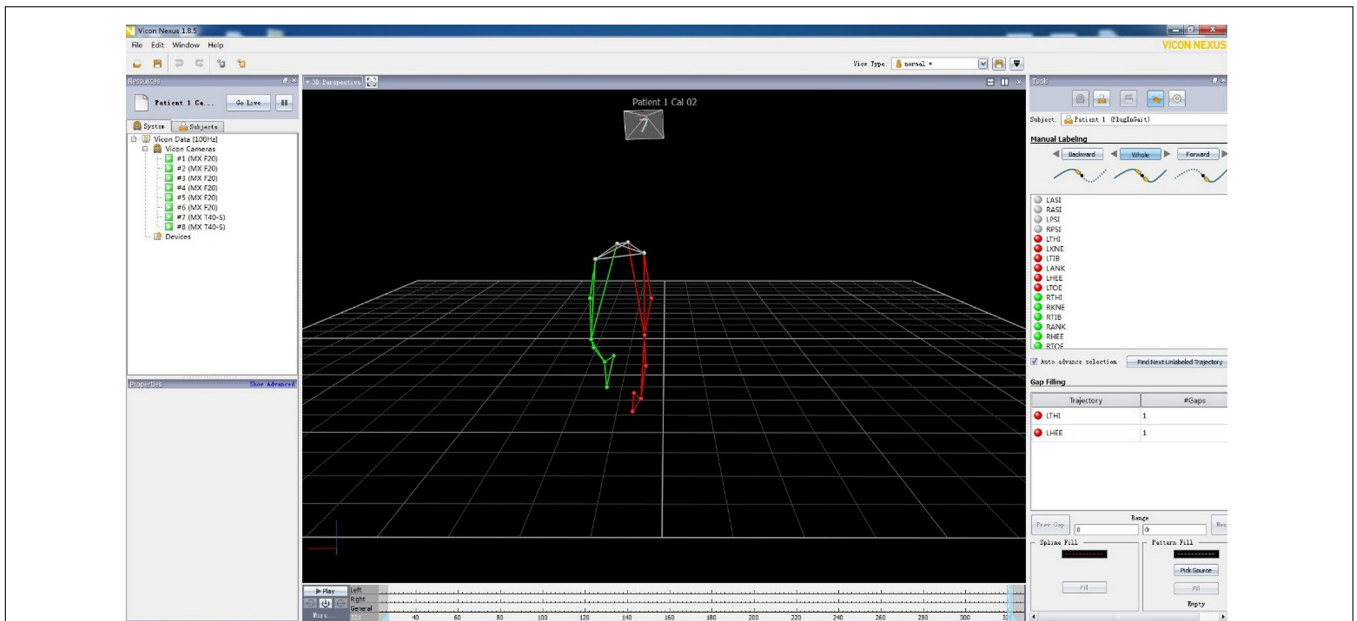 Vicon Nexus 1.8.5
File Edit Window Help
VICON NEXUS
View Type: normal *
Resources
3D Perspective
Tools
Patient 1 Ca... Go Live
Patient 1 Cal 02
7
System Subjects
Subject: Patient 1 (PlugInGait)
Vicon Data [100Hz]
Vicon Cameras
#1 (MX F20)
#2 (MX F20)
#3 (MX F20)
#4 (MX F20)
#5 (MX F20)
#6 (MX F20)
#7 (MX T40-S)
#8 (MX T40-S)
Devices
Manual Labeling
Backward Whole Forward
LASI
RASI
LPSI
RPSI
LTHI
LKNE
LTIB
LANK
LHEE
LTOE
RTHI
RKNE
RTIB
RANK
RHEE
RTOE
Auto advance selection Find Next Unlabeled Trajectory
Properties Show Advanced
Gap Filling
Trajectory #Gaps
LTHI 1
LHEE 1
Range
Prev Gap 0 0
Spline Fill Pattern Fill
Pick Source
Fill Fill
Empty
Play Left
Right
General
More...
40 60 80 100 120 140 160 180 200 220 240 260 280 300